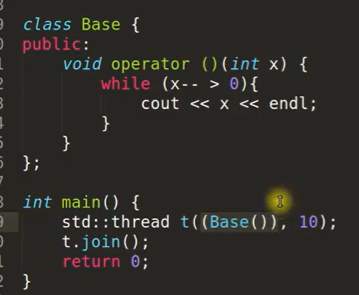 class Base {
public:
void operator ()(int x) {
while (x-- > 0){
cout << x << endl;
}
}
};
int main() {
std::thread t((Base()), 10);
t.join();
return 0;
}